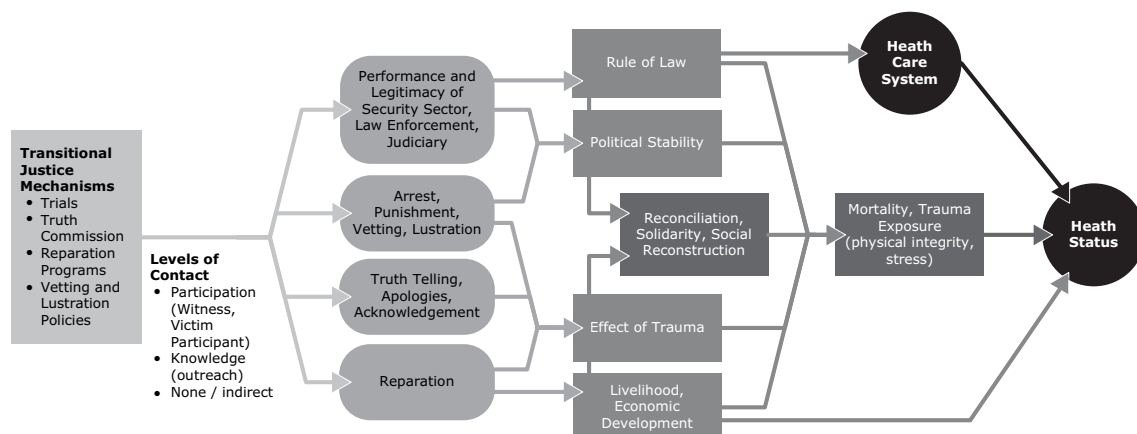 Transitional
Justice
Mechanisms
• Trials
• Truth
Commission
• Reparation
Programs
• Vetting and
Lustration
Policies
Levels of
Contact
• Participation
(Witness,
Victim
Participant)
• Knowledge
(outreach)
• None / indirect
Performance and
Legitimacy of
Security Sector,
Law Enforcement,
Judiciary
Arrest,
Punishment,
Vetting, Lustration
Truth Telling,
Apologies,
Acknowledgement
Reparation
Rule of Law
Political Stability
Reconciliation,
Solidarity, Social
Reconstruction
Effect of Trauma
Livelihood,
Economic
Development
Mortality, Trauma
Exposure
(physical integrity,
stress)
Heath
Care
System
Heath
Status